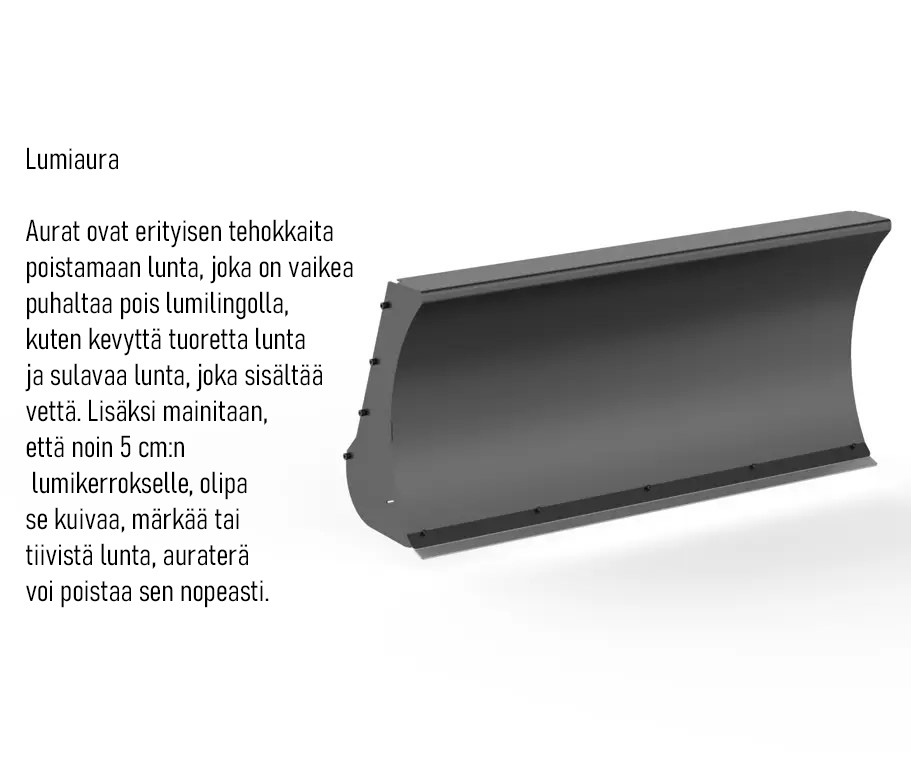 Lumiaura
Aurat ovat erityisen tehokkaita
poistamaan lunta, joka on vaikea
puhaltaa pois lumilingolla,
kuten kevyttä tuoretta lunta
ja sulavaa lunta, joka sisältää
vettä. Lisäksi mainitaan,
että noin 5 cm:n
lumikerrokselle, olipa
se kuivaa, märkää tai
tiivistä lunta, auraterä
voi poistaa sen nopeasti.